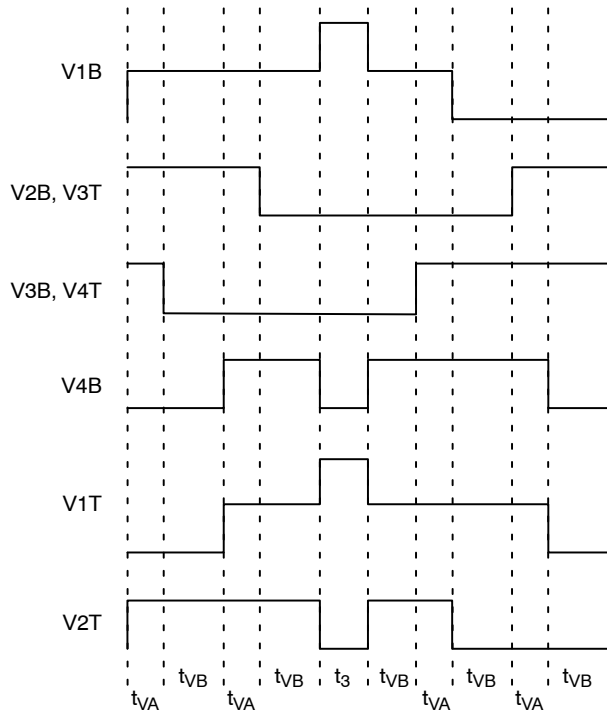 V1B
V2B, V3T
V3B, V4T
V4B
V1T
V2T
tVB tVB t3 tVB tVB tVB
tVA tVA tVA tVA